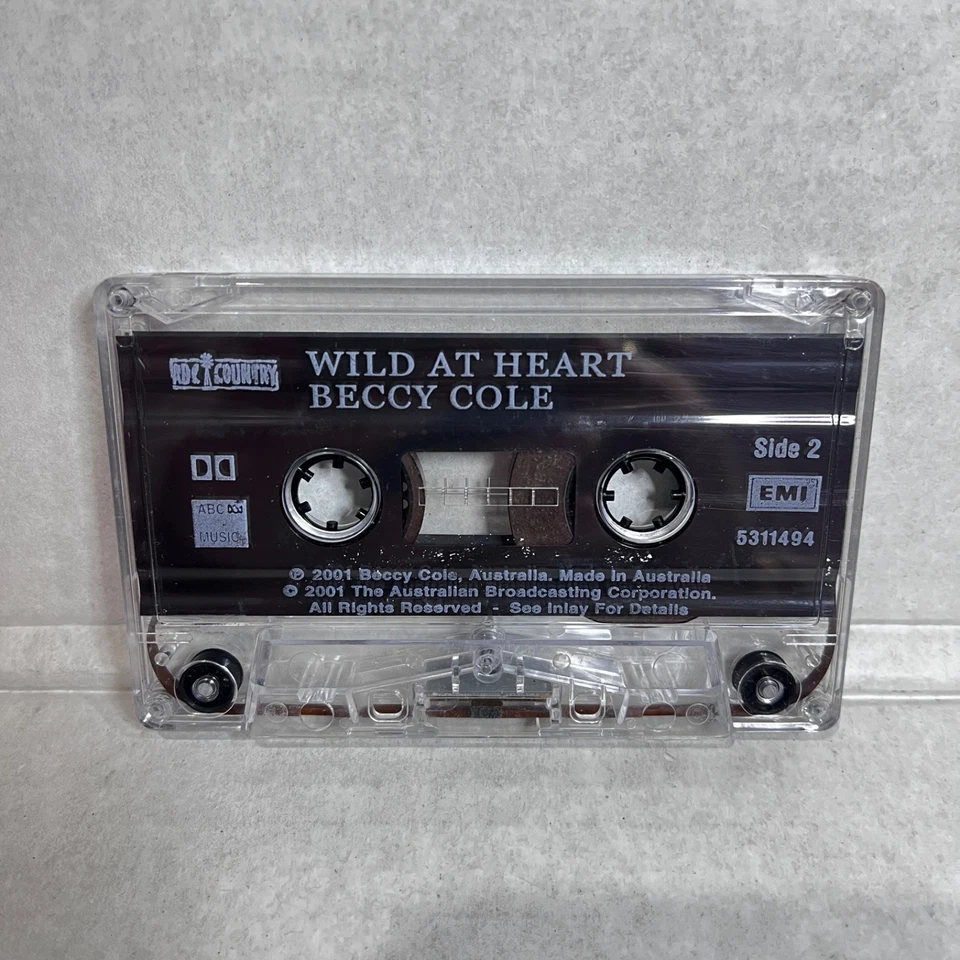 ABC COUNTRY
WILD AT HEART
BECCY COLE
Side 2
ABC
MUSIC
EMI
5311494
℗ 2001 Beccy Cole, Australia. Made in Australia
© 2001 The Australian Broadcasting Corporation.
All Rights Reserved - See Inlay For Details